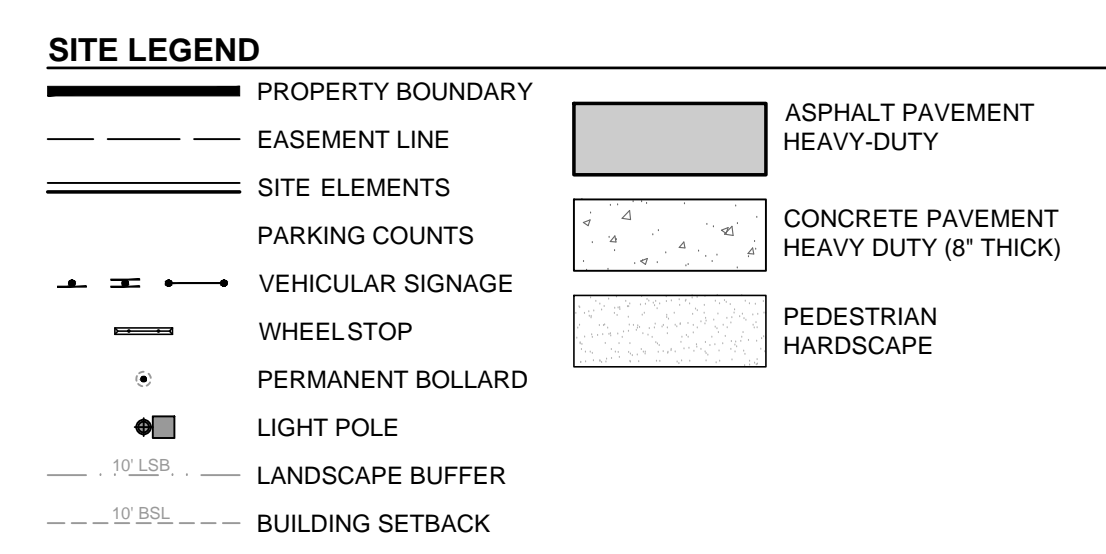 SITE LEGEND
PROPERTY BOUNDARY
EASEMENT LINE
SITE ELEMENTS
PARKING COUNTS
VEHICULAR SIGNAGE
WHEELSTOP
PERMANENT BOLLARD
LIGHT POLE
10' LSB
LANDSCAPE BUFFER
10' BSL
BUILDING SETBACK
ASPHALT PAVEMENT
HEAVY-DUTY
CONCRETE PAVEMENT
HEAVY DUTY (8" THICK)
PEDESTRIAN
HARDSCAPE